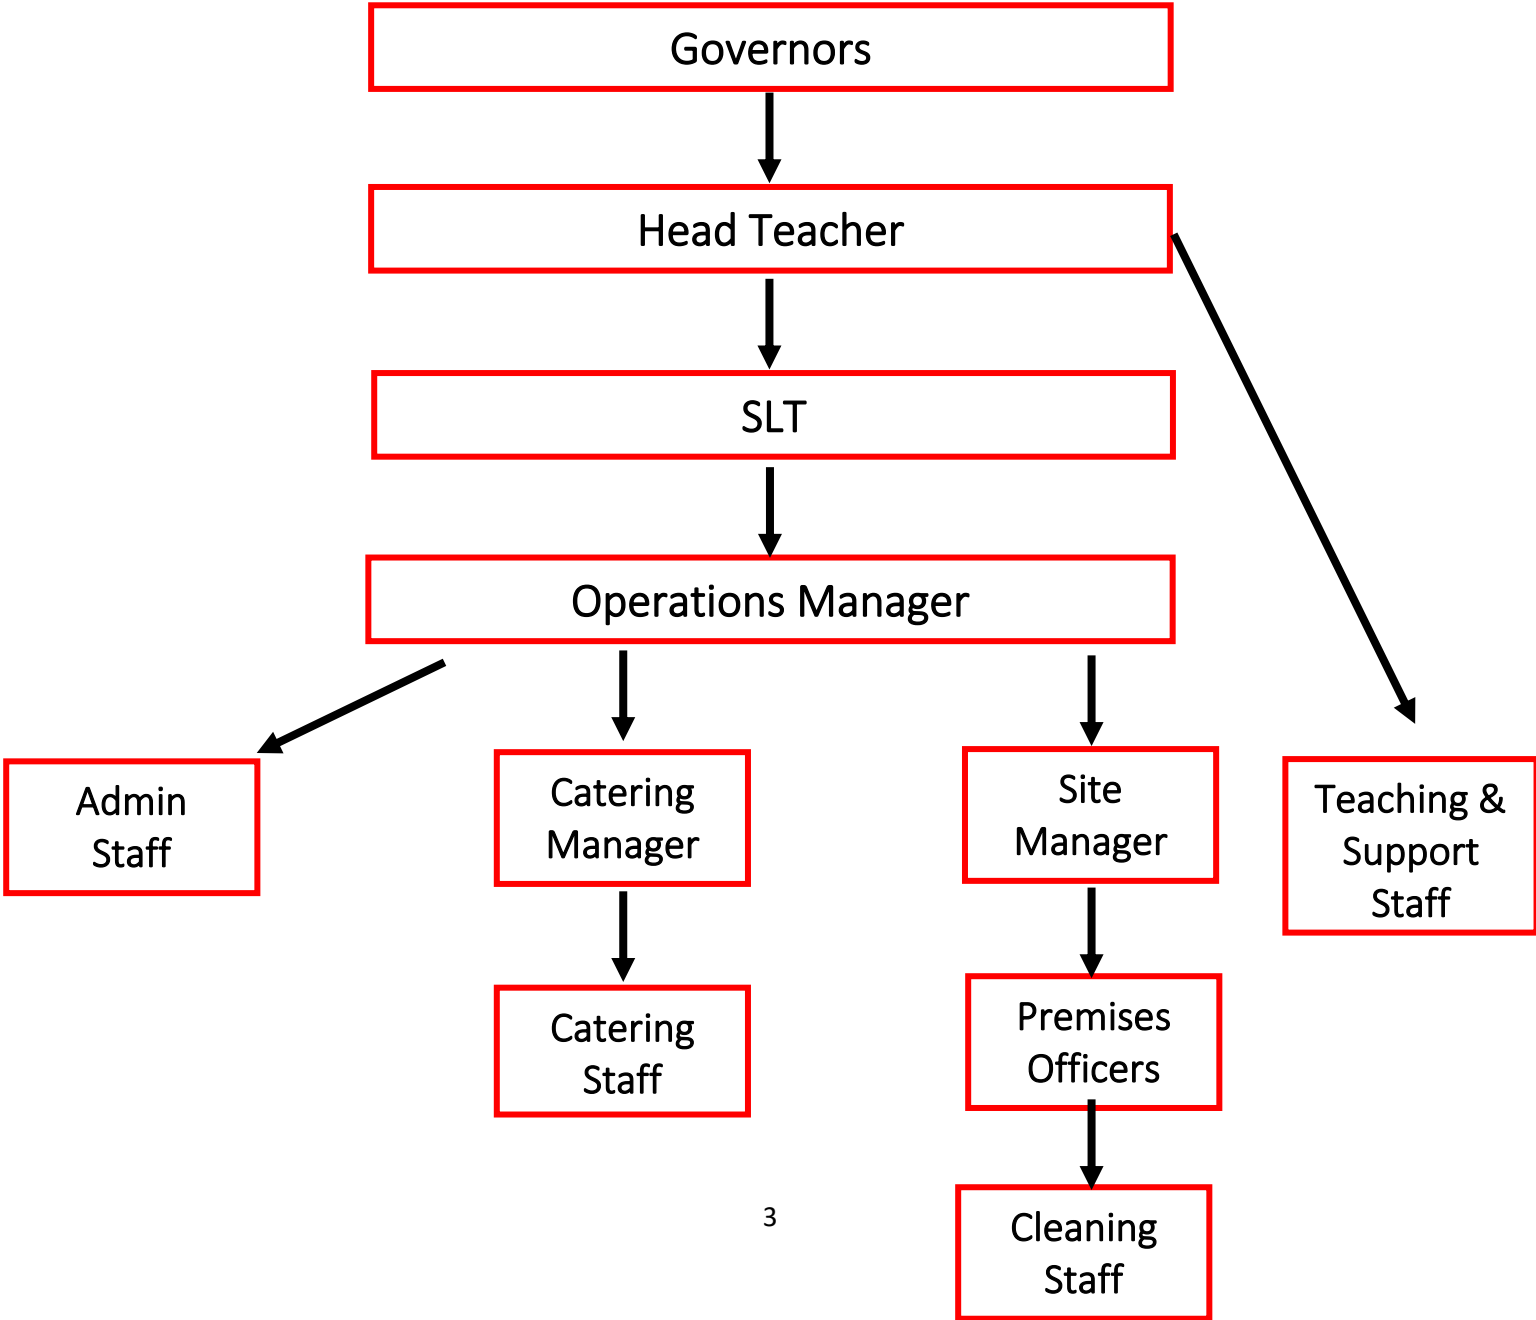 Governors
Head Teacher
SLT
Operations Manager
Admin
Staff
Catering
Manager
Site
Manager
Teaching &
Support
Staff
Catering
Staff
Premises
Officers
3
Cleaning
Staff